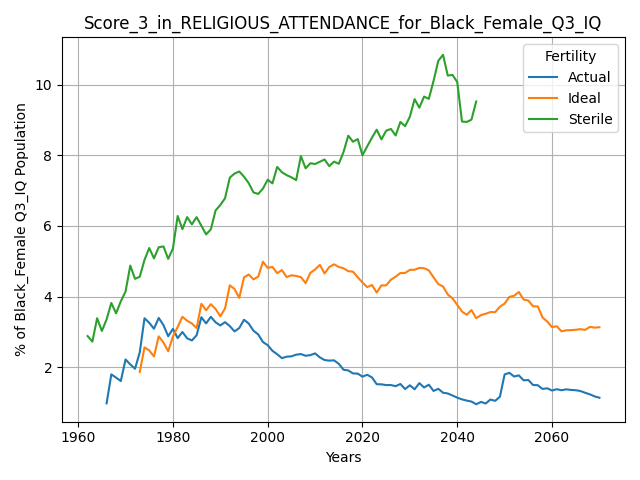 Score_3_in_RELIGIOUS_ATTENDANCE_for_Black_Female_Q3_IQ
Fertility
Actual
Ideal
Sterile
% of Black_Female Q3_IQ Population
10
8
6
4
2
1960
1980
2000
2020
2040
2060
Years